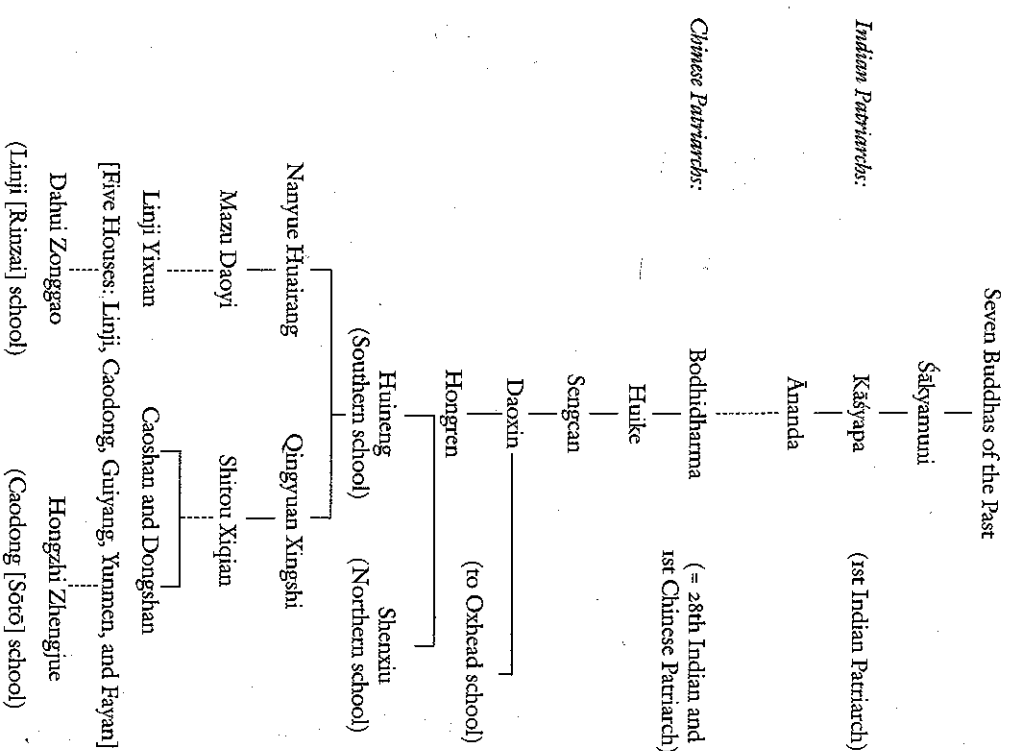 Seven Buddhas of the Past
Śākyamuni
Indian Patriarchs:
Kāśyapa
(1st Indian Patriarch)
Ānanda
Chinese Patriarchs:
Bodhidharma
(= 28th Indian and
1st Chinese Patriarch)
Huike
Sengcan
Daoxin
(to Oxhead school)
Hongren
Huineng
(Southern school)
Shenxiu
(Northern school)
Nanyue Huairang
Qingyuan Xingshi
Mazu Daoyi
Shitou Xiqian
Linji Yixuan
Caoshan and Dongshan
[Five Houses: Linji, Caodong, Guiyang, Yunmen, and Fayan]
Dahui Zonggao
Hongzhi Zhengjue
(Linji [Rinzai] school)
(Caodong [Sōtō] school)